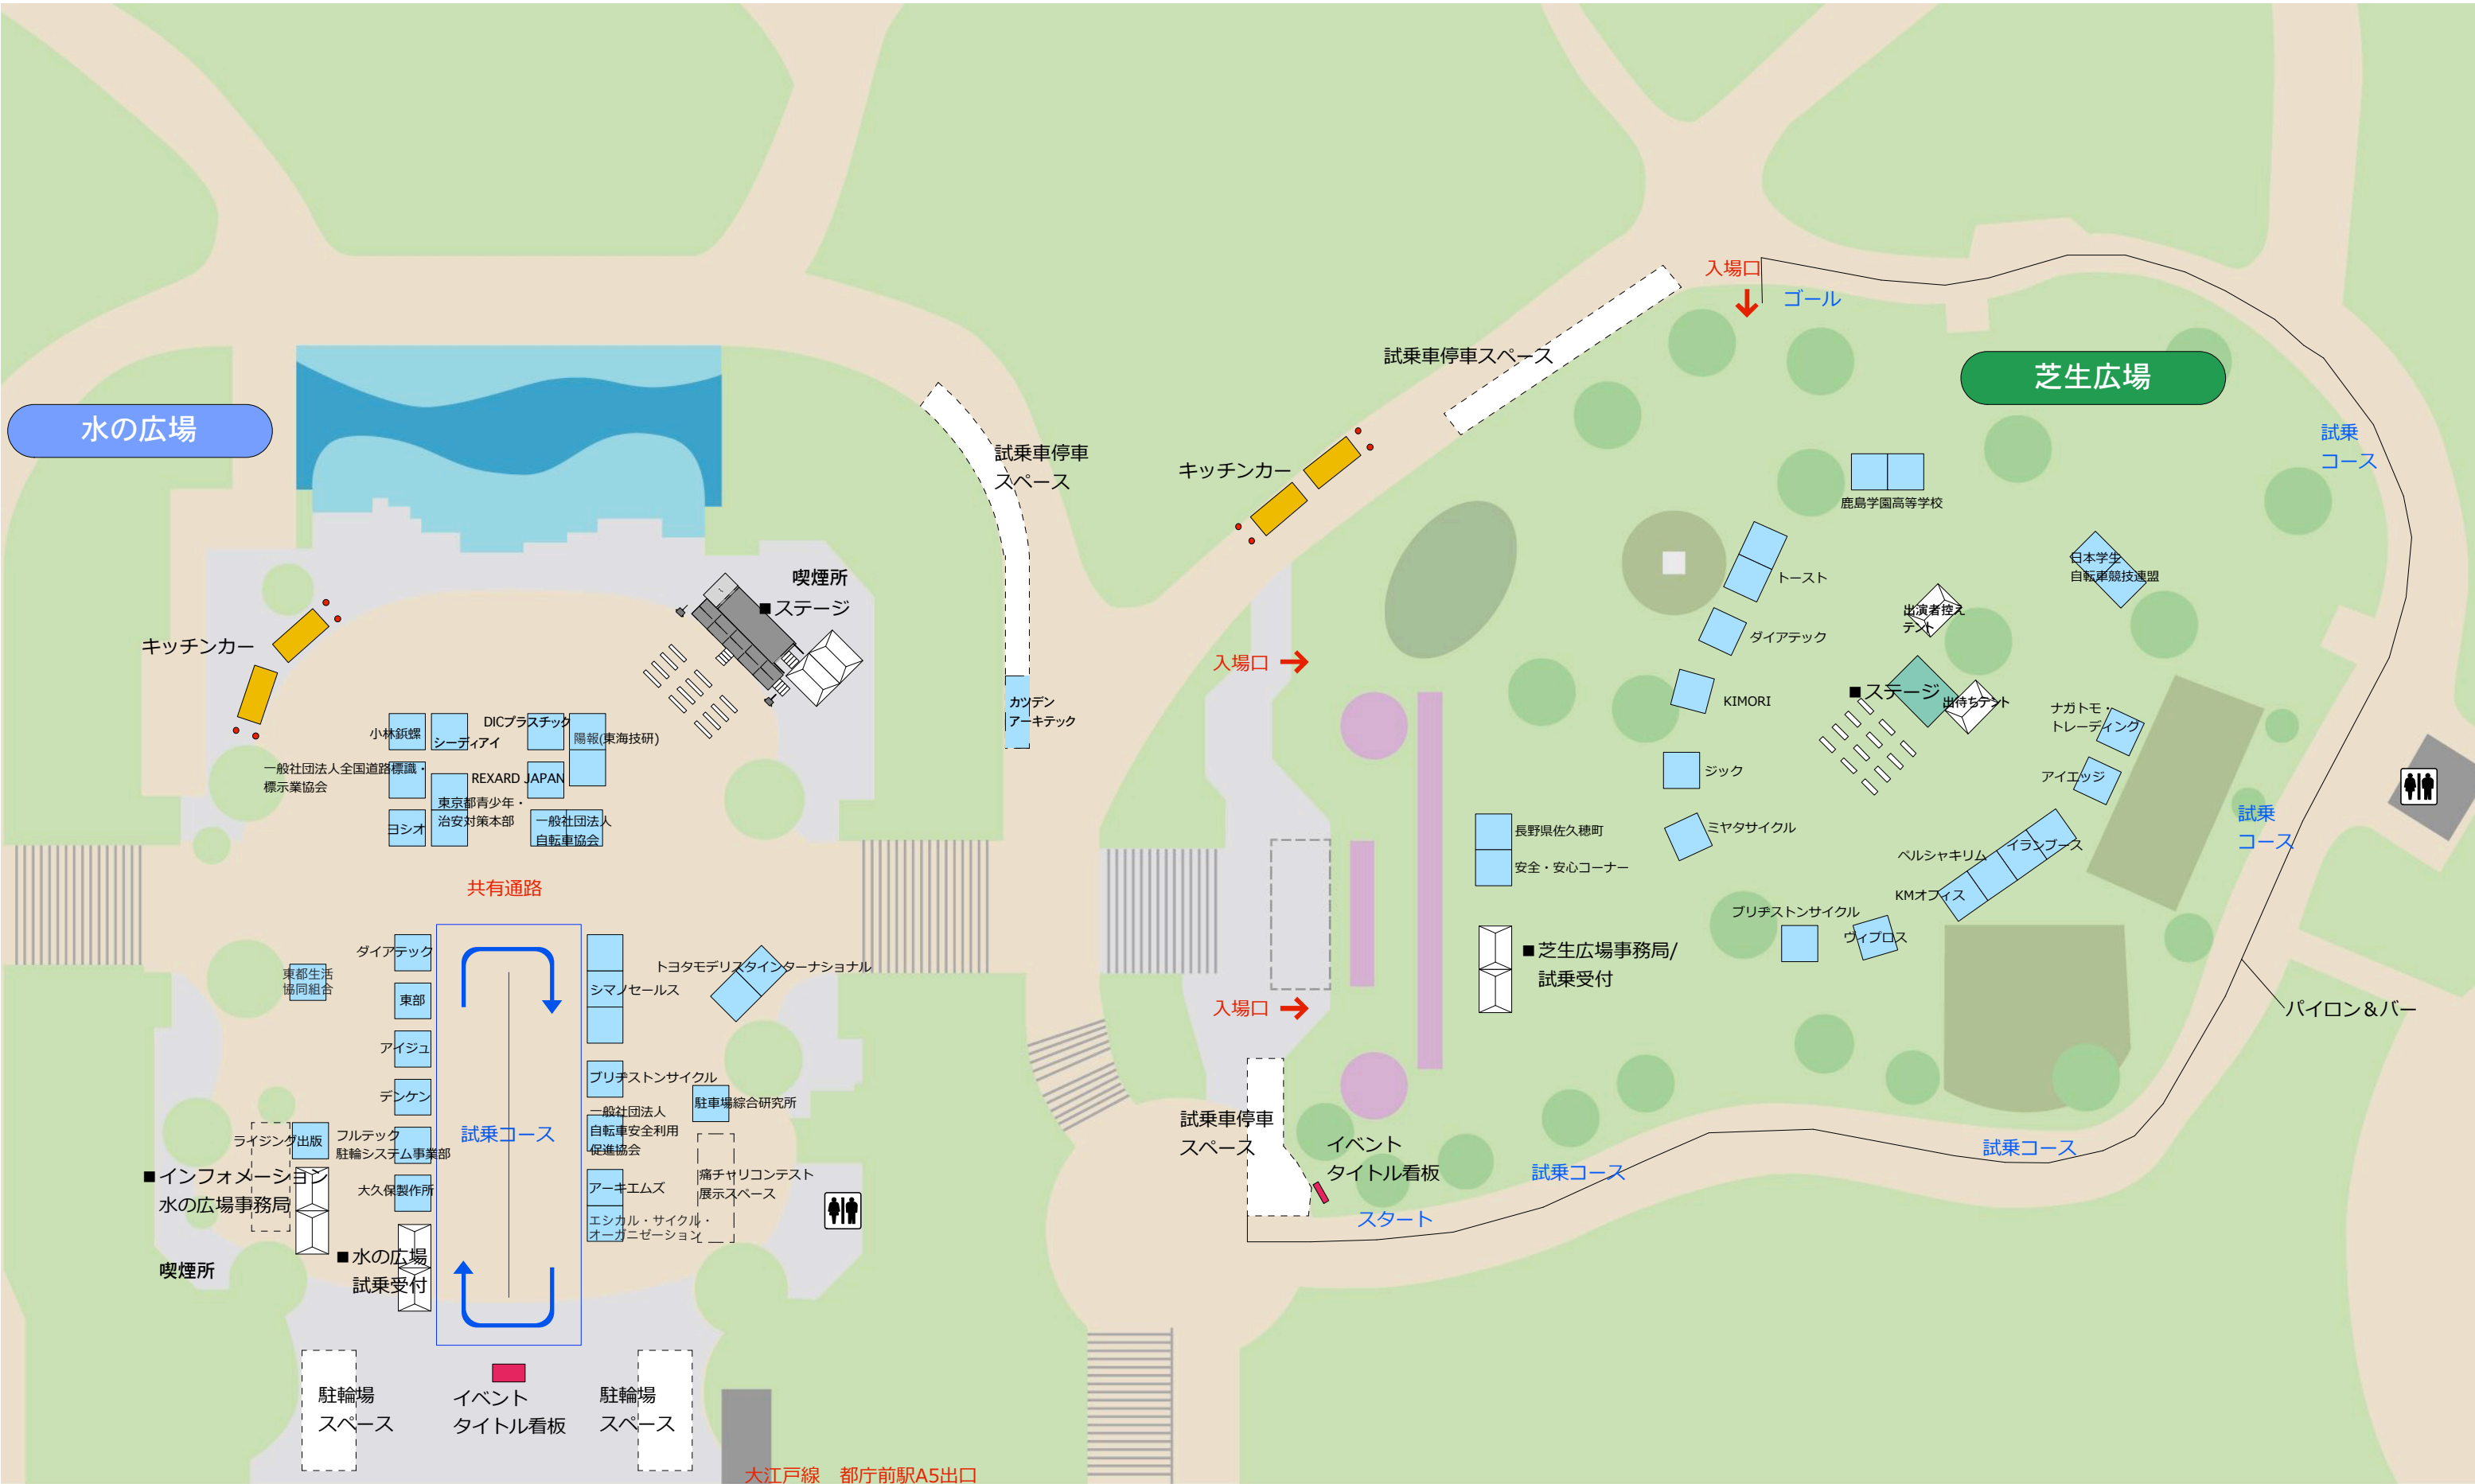 水の広場
キッチンカー
喫煙所
■ステージ
試乗車停車
スペース
カツデン
アーキテック
小林鋲螺
シーディアイ
DICプラスチック
陽報(東海技研)
一般社団法人全国道路標識・
標示業協会
REXARD JAPAN
東京都青少年・
治安対策本部
ヨシオ
一般社団法人
自転車協会
共有通路
ダイアテック
東都生活
協同組合
東部
アイジュ
デンケン
ライジング出版
フルテック
駐輪システム事業部
大久保製作所
■インフォメーション
水の広場事務局
喫煙所
■水の広場
試乗受付
試乗コース
シマノセールス
トヨタモデリスタインターナショナル
ブリヂストンサイクル
駐車場綜合研究所
一般社団法人
自転車安全利用
促進協会
アーキエムズ
痛チャリコンテスト
展示スペース
エシカル・サイクル・
オーガニゼーション
駐輪場
スペース
イベント
タイトル看板
駐輪場
スペース
大江戸線　都庁前駅A5出口
芝生広場
入場口
ゴール
試乗車停車スペース
キッチンカー
試乗
コース
鹿島学園高等学校
トースト
日本学生
自転車競技連盟
出演者控え
テント
ダイアテック
入場口
KIMORI
■ステージ
出待ちテント
ナガトモ・
トレーディング
ジック
アイエッジ
長野県佐久穂町
安全・安心コーナー
ミヤタサイクル
ペルシャキリム
イランブース
KMオフィス
試乗
コース
ブリヂストンサイクル
ヴィブロス
■芝生広場事務局/
試乗受付
入場口
パイロン＆バー
試乗車停車
スペース
イベント
タイトル看板
スタート
試乗コース
試乗コース